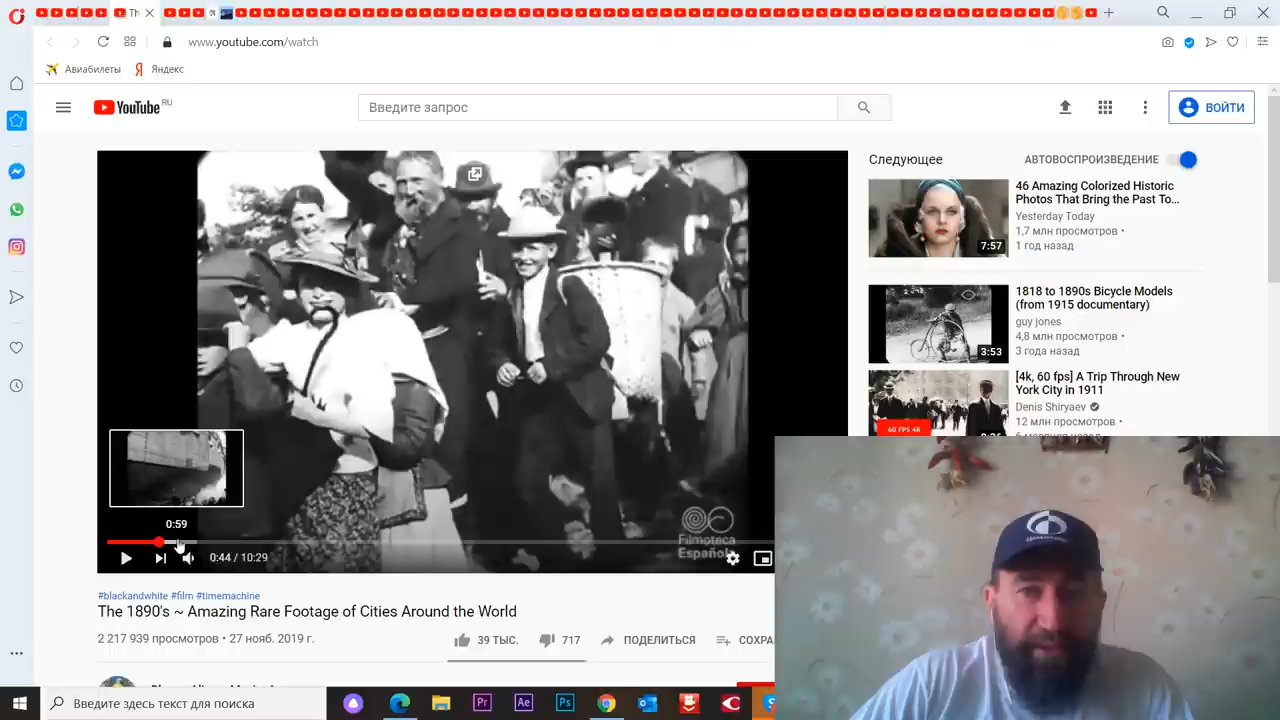 Th
www.youtube.com/watch
Авиабилеты
Я
Яндекс
YouTube RU
Введите запрос
ВОЙТИ
Следующее
АВТОВОСПРОИЗВЕДЕНИЕ
46 Amazing Colorized Historic
Photos That Bring the Past To...
Yesterday Today
1,7 млн просмотров •
1 год назад
7:57
1818 to 1890s Bicycle Models
(from 1915 documentary)
guy jones
4,8 млн просмотров •
3 года назад
3:53
[4k, 60 fps] A Trip Through New
York City in 1911
Denis Shiryaev
12 млн просмотров •
60 FPS 4K
Filmoteca
Española
0:59
0:44 / 10:29
#blackandwhite #film #timemachine
The 1890's ~ Amazing Rare Footage of Cities Around the World
2 217 939 просмотров • 27 нояб. 2019 г.
39 ТЫС.
717
ПОДЕЛИТЬСЯ
СОХРА
Введите здесь текст для поиска
Pr
Ae
Ps